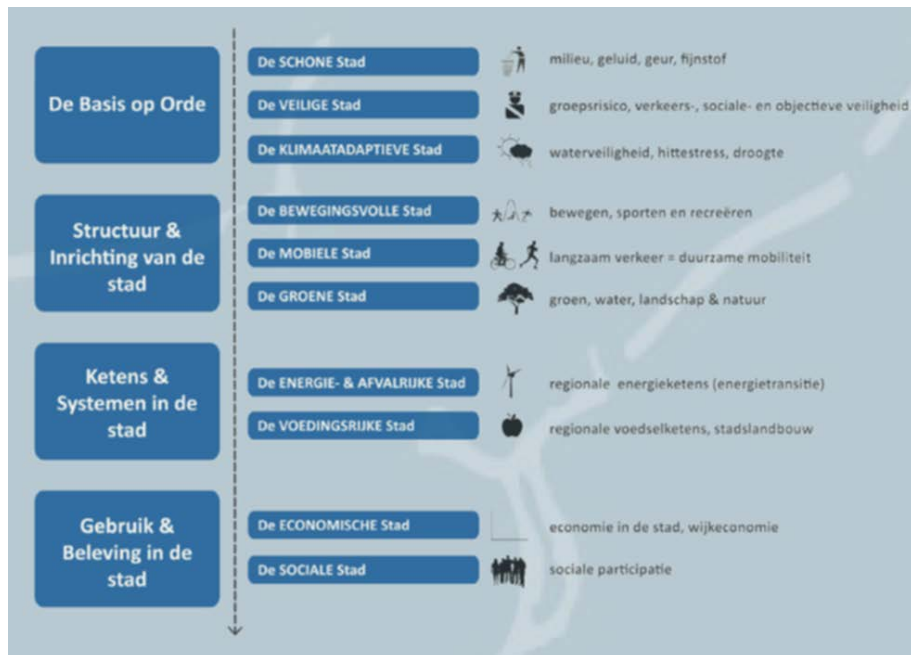 De Basis op Orde
De SCHONE Stad
milieu, geluid, geur, fijnstof
De VEILIGE Stad
groepsrisico, verkeers-, sociale- en objectieve veiligheid
De KLIMAATADAPTIEVE Stad
waterveiligheid, hittestress, droogte
Structuur &
Inrichting van de
stad
De BEWEGINGSVOLLE Stad
bewegen, sporten en recreëren
De MOBIELE Stad
langzaam verkeer = duurzame mobiliteit
De GROENE Stad
groen, water, landschap & natuur
Ketens &
Systemen in de
stad
De ENERGIE- & AFVALRIJKE Stad
regionale energieketens (energietransitie)
De VOEDINGSRIJKE Stad
regionale voedselketens, stadslandbouw
Gebruik &
Beleving in de
stad
De ECONOMISCHE Stad
economie in de stad, wijkeconomie
De SOCIALE Stad
sociale participatie